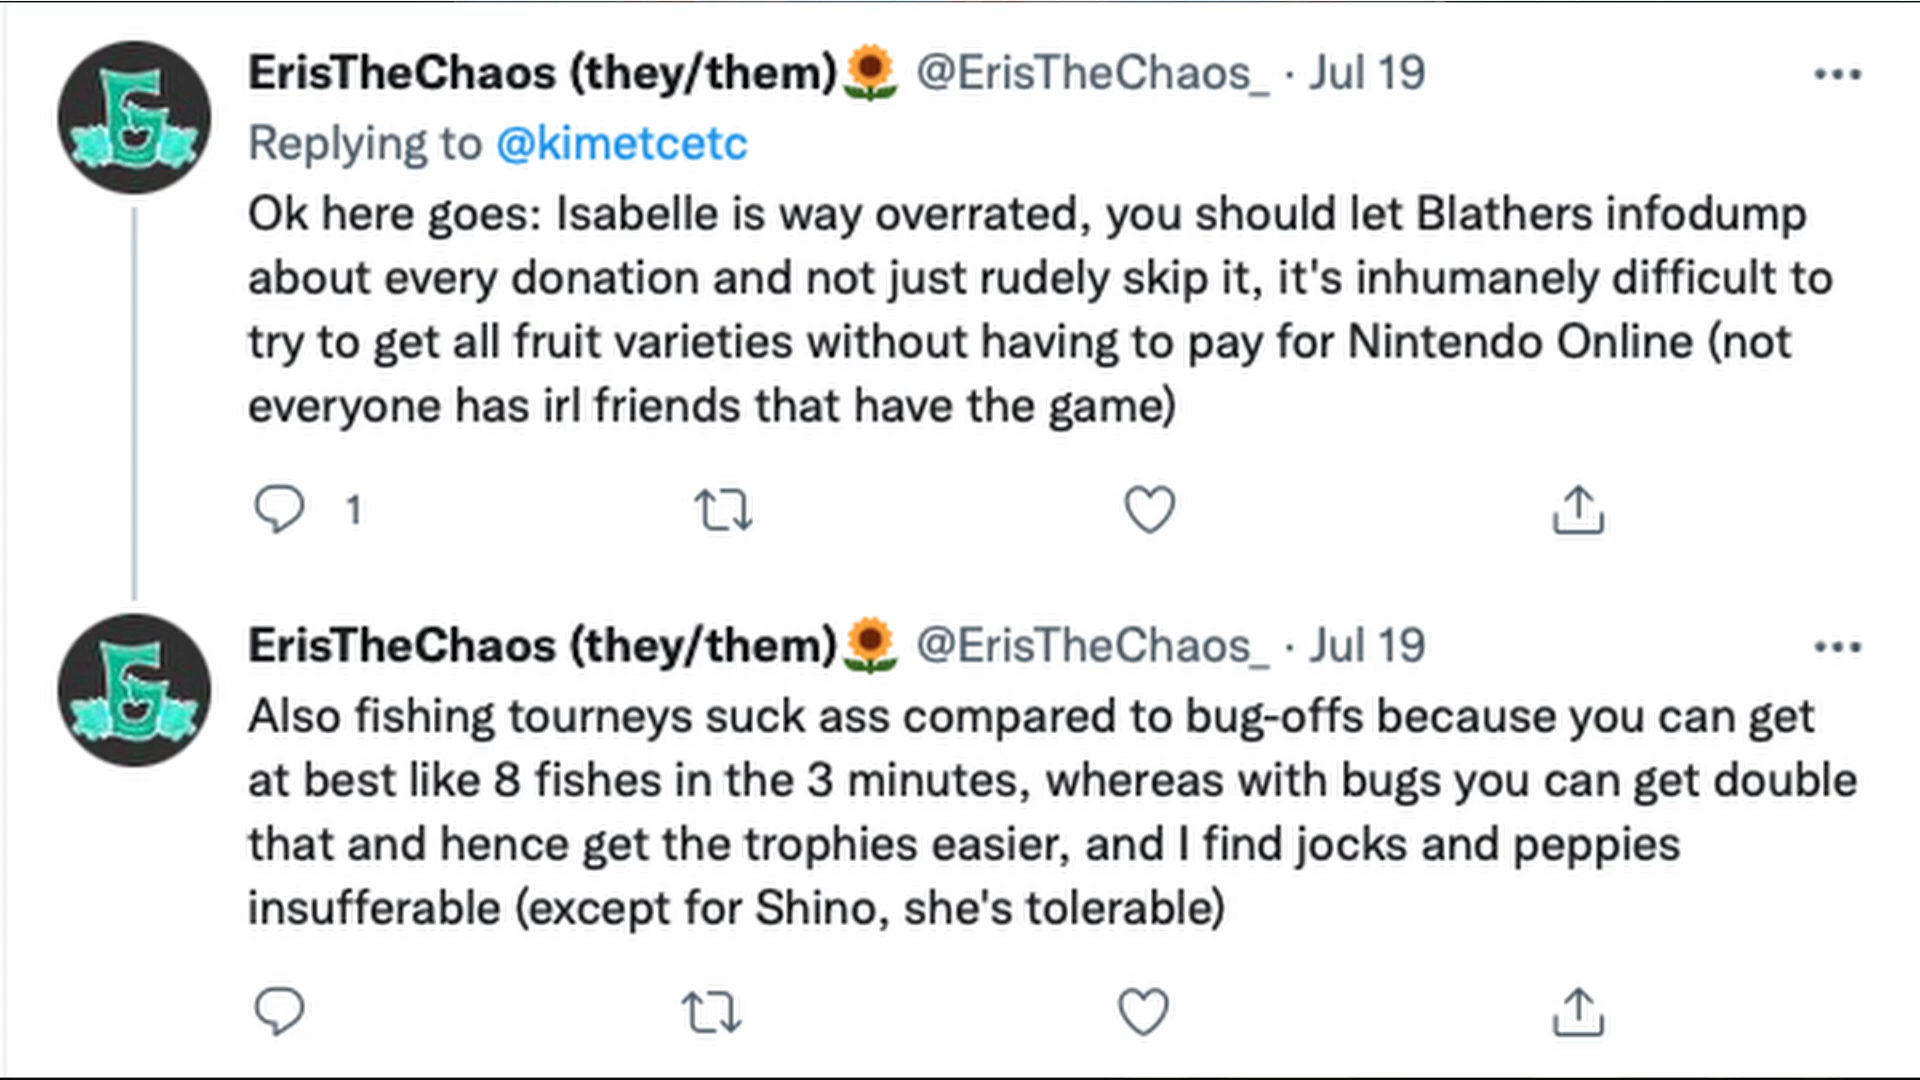 ErisTheChaos (they/them)🌻 @ErisTheChaos_ · Jul 19
Replying to @kimetcetc
Ok here goes: Isabelle is way overrated, you should let Blathers infodump
about every donation and not just rudely skip it, it's inhumanely difficult to
try to get all fruit varieties without having to pay for Nintendo Online (not
everyone has irl friends that have the game)
1
ErisTheChaos (they/them)🌻 @ErisTheChaos_ · Jul 19
Also fishing tourneys suck ass compared to bug-offs because you can get
at best like 8 fishes in the 3 minutes, whereas with bugs you can get double
that and hence get the trophies easier, and I find jocks and peppies
insufferable (except for Shino, she's tolerable)